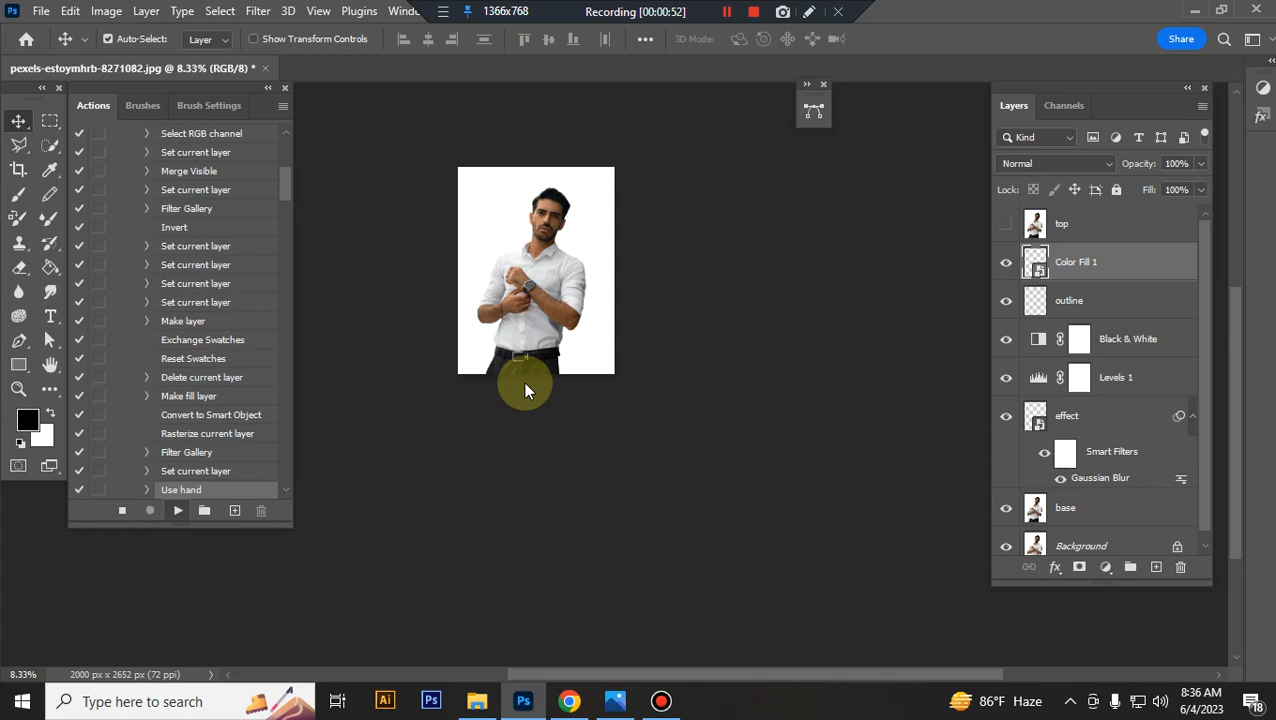 File Edit Image Layer Type Select Filter 3D View Plugins Wind
1366x768 Recording [00:00:52]
Auto-Select: Layer Show Transform Controls 3D Mode: Share
pexels-estoymhrb-8271082.jpg @ 8.33% (RGB/8) *
Actions Brushes Brush Settings
Select RGB channel
Set current layer
Merge Visible
Set current layer
Filter Gallery
Invert
Set current layer
Set current layer
Set current layer
Set current layer
Make layer
Exchange Swatches
Reset Swatches
Delete current layer
Make fill layer
Convert to Smart Object
Rasterize current layer
Filter Gallery
Set current layer
Use hand
Layers Channels
Kind
Normal Opacity: 100%
Lock: Fill: 100%
top
Color Fill 1
outline
Black & White
Levels 1
effect
Smart Filters
Gaussian Blur
base
Background
8.33% 2000 px x 2652 px (72 ppi)
Type here to search
86°F Haze
8:36 AM
6/4/2023
18